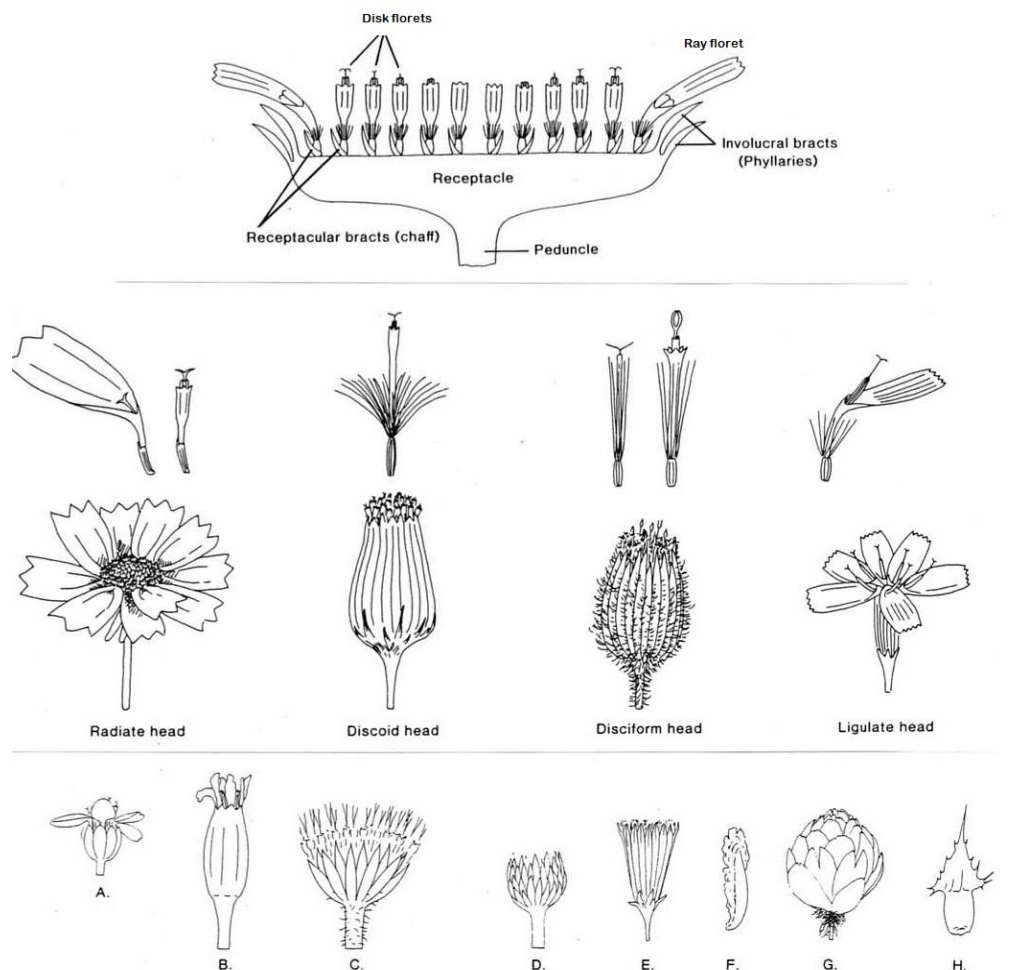 Disk florets
Ray floret
Involucral bracts
(Phyllaries)
Receptacle
Receptacular bracts (chaff)
Peduncle
Radiate head
Discoid head
Disciform head
Ligulate head
A.
B.
C.
D.
E.
F.
G.
H.